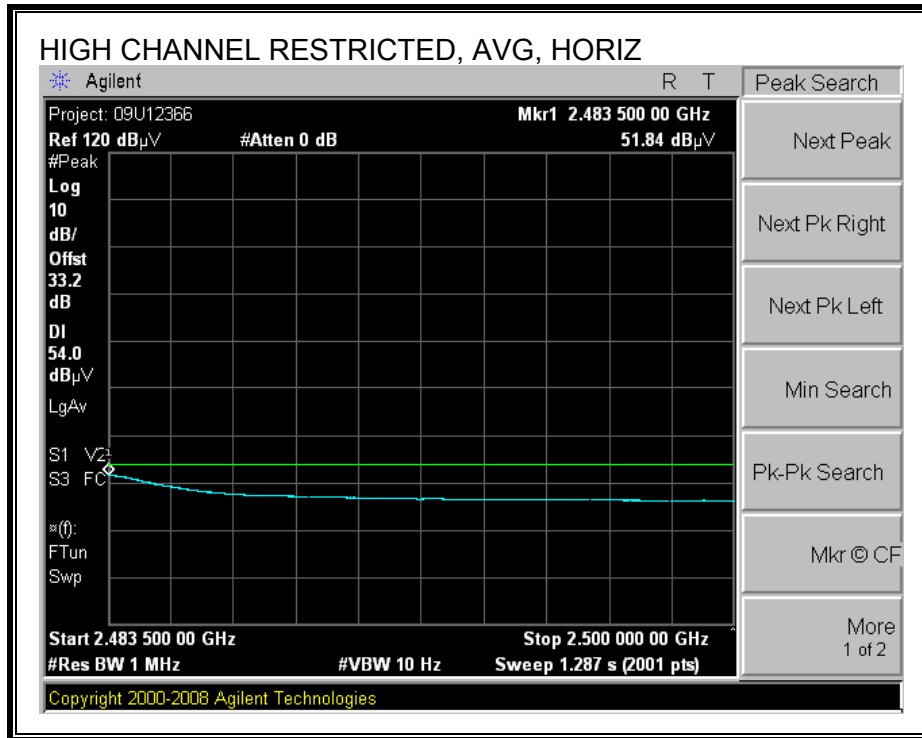 HIGH CHANNEL RESTRICTED, AVG, HORIZ
Agilent R T
Peak Search
Project: 09U12366 Mkr1 2.483 500 00 GHz
Ref 120 dBµV #Atten 0 dB 51.84 dBµV
#Peak
Log
10
dB/
Offst
33.2
dB
DI
54.0
dBµV
LgAv
S1 V2
S3 FC
¤(f):
FTun
Swp
1
Start 2.483 500 00 GHz Stop 2.500 000 00 GHz
#Res BW 1 MHz #VBW 10 Hz Sweep 1.287 s (2001 pts)
Copyright 2000-2008 Agilent Technologies
Next Peak
Next Pk Right
Next Pk Left
Min Search
Pk-Pk Search
Mkr © CF
More
1 of 2